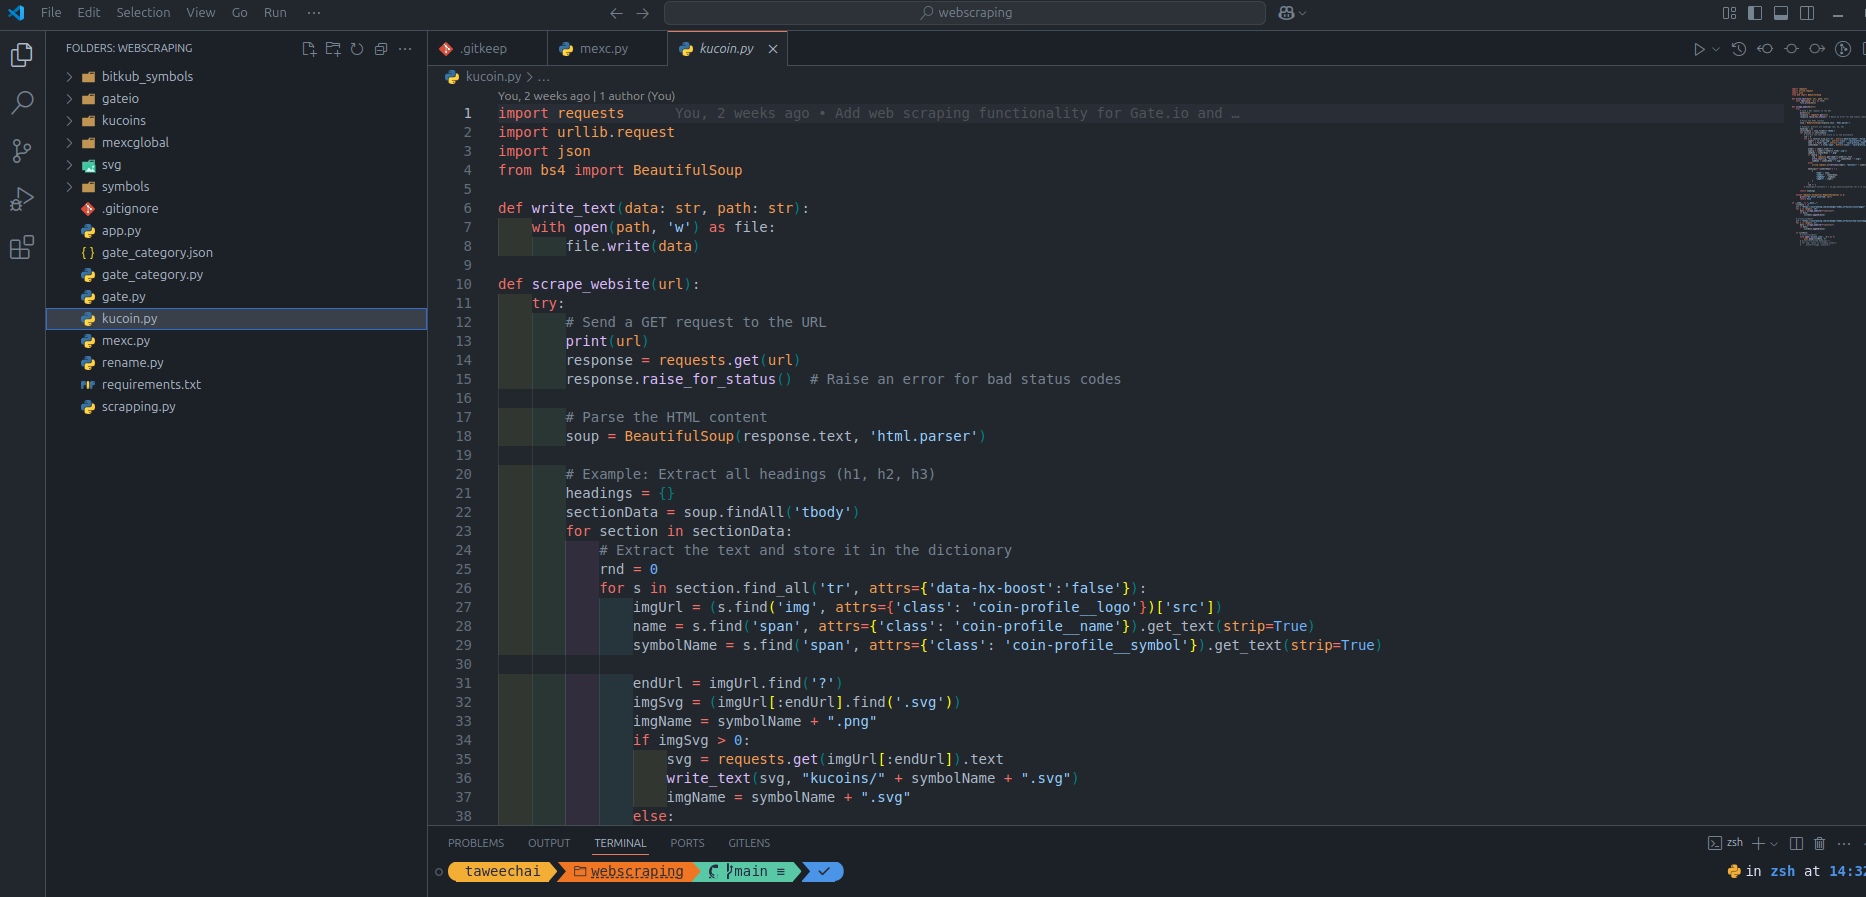 File Edit Selection View Go Run ···
webscraping
FOLDERS: WEBSCRAPING
bitkub_symbols
gateio
kucoins
mexcglobal
svg
symbols
.gitignore
app.py
gate_category.json
gate_category.py
gate.py
kucoin.py
mexc.py
rename.py
requirements.txt
scrapping.py
.gitkeep
mexc.py
kucoin.py
kucoin.py > ...
You, 2 weeks ago | 1 author (You)
1 import requests You, 2 weeks ago • Add web scraping functionality for Gate.io and …
2 import urllib.request
3 import json
4 from bs4 import BeautifulSoup
5
6 def write_text(data: str, path: str):
7 with open(path, 'w') as file:
8 file.write(data)
9
10 def scrape_website(url):
11 try:
12 # Send a GET request to the URL
13 print(url)
14 response = requests.get(url)
15 response.raise_for_status() # Raise an error for bad status codes
16
17 # Parse the HTML content
18 soup = BeautifulSoup(response.text, 'html.parser')
19
20 # Example: Extract all headings (h1, h2, h3)
21 headings = {}
22 sectionData = soup.findAll('tbody')
23 for section in sectionData:
24 # Extract the text and store it in the dictionary
25 rnd = 0
26 for s in section.find_all('tr', attrs={'data-hx-boost':'false'}):
27 imgUrl = (s.find('img', attrs={'class': 'coin-profile__logo'})['src'])
28 name = s.find('span', attrs={'class': 'coin-profile__name'}).get_text(strip=True)
29 symbolName = s.find('span', attrs={'class': 'coin-profile__symbol'}).get_text(strip=True)
30
31 endUrl = imgUrl.find('?')
32 imgSvg = (imgUrl[:endUrl].find('.svg'))
33 imgName = symbolName + ".png"
34 if imgSvg > 0:
35 svg = requests.get(imgUrl[:endUrl]).text
36 write_text(svg, "kucoins/" + symbolName + ".svg")
37 imgName = symbolName + ".svg"
38 else:
PROBLEMS OUTPUT TERMINAL PORTS GITLENS
zsh
taweechai webscraping main ≡ ✓
in zsh at 14:32